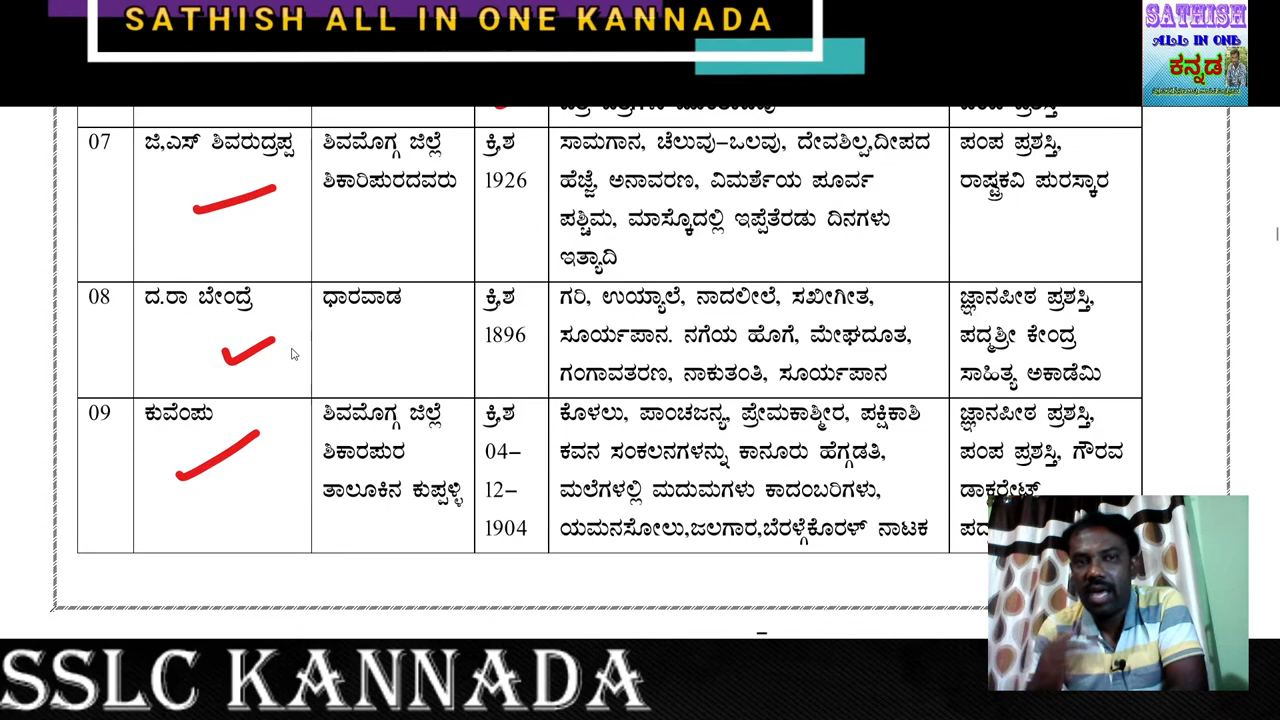 SATHISH ALL IN ONE KANNADA
SATHISH
ALL IN ONE
ಕನ್ನಡ
07 ಜಿ,ಎಸ್ ಶಿವರುದ್ರಪ್ಪ ಶಿವಮೊಗ್ಗ ಜಿಲ್ಲೆ ಕ್ರಿ,ಶ ಸಾಮಗಾನ, ಚೆಲುವು-ಒಲವು, ದೇವಶಿಲ್ಪ,ದೀಪದ ಪಂಪ ಪ್ರಶಸ್ತಿ,
ಶಿಕಾರಿಪುರದವರು 1926 ಹೆಜ್ಜೆ, ಅನಾವರಣ, ವಿಮರ್ಶೆಯ ಪೂರ್ವ ರಾಷ್ಟ್ರಕವಿ ಪುರಸ್ಕಾರ
ಪಶ್ಚಿಮ, ಮಾಸ್ಕೊದಲ್ಲಿ ಇಪ್ಪೆತೆರಡು ದಿನಗಳು
ಇತ್ಯಾದಿ
08 ದ.ರಾ ಬೇಂದ್ರೆ ಧಾರವಾಡ ಕ್ರಿ,ಶ ಗರಿ, ಉಯ್ಯಾಲೆ, ನಾದಲೀಲೆ, ಸಖೀಗೀತ, ಜ್ಞಾನಪೀಠ ಪ್ರಶಸ್ತಿ,
1896 ಸೂರ್ಯಪಾನ. ನಗೆಯ ಹೊಗೆ, ಮೇಘದೂತ, ಪದ್ಮಶ್ರೀ ಕೇಂದ್ರ
ಗಂಗಾವತರಣ, ನಾಕುತಂತಿ, ಸೂರ್ಯಪಾನ ಸಾಹಿತ್ಯ ಅಕಾಡೆಮಿ
09 ಕುವೆಂಪು ಶಿವಮೊಗ್ಗ ಜಿಲ್ಲೆ ಕ್ರಿ,ಶ ಕೊಳಲು, ಪಾಂಚಜನ್ಯ, ಪ್ರೇಮಕಾಶ್ಮೀರ, ಪಕ್ಷಿಕಾಶಿ ಜ್ಞಾನಪೀಠ ಪ್ರಶಸ್ತಿ,
ಶಿಕಾರಪುರ 04- ಕವನ ಸಂಕಲನಗಳನ್ನು ಕಾನೂರು ಹೆಗ್ಗಡತಿ, ಪಂಪ ಪ್ರಶಸ್ತಿ, ಗೌರವ
ತಾಲೂಕಿನ ಕುಪ್ಪಳ್ಳಿ 12- ಮಲೆಗಳಲ್ಲಿ ಮದುಮಗಳು ಕಾದಂಬರಿಗಳು, ಡಾಕ್ಟರೇಟ್
1904 ಯಮನಸೋಲು,ಜಲಗಾರ,ಬೆರಳ್ಗೆಕೊರಳ್ ನಾಟಕ
SSLC KANNADA